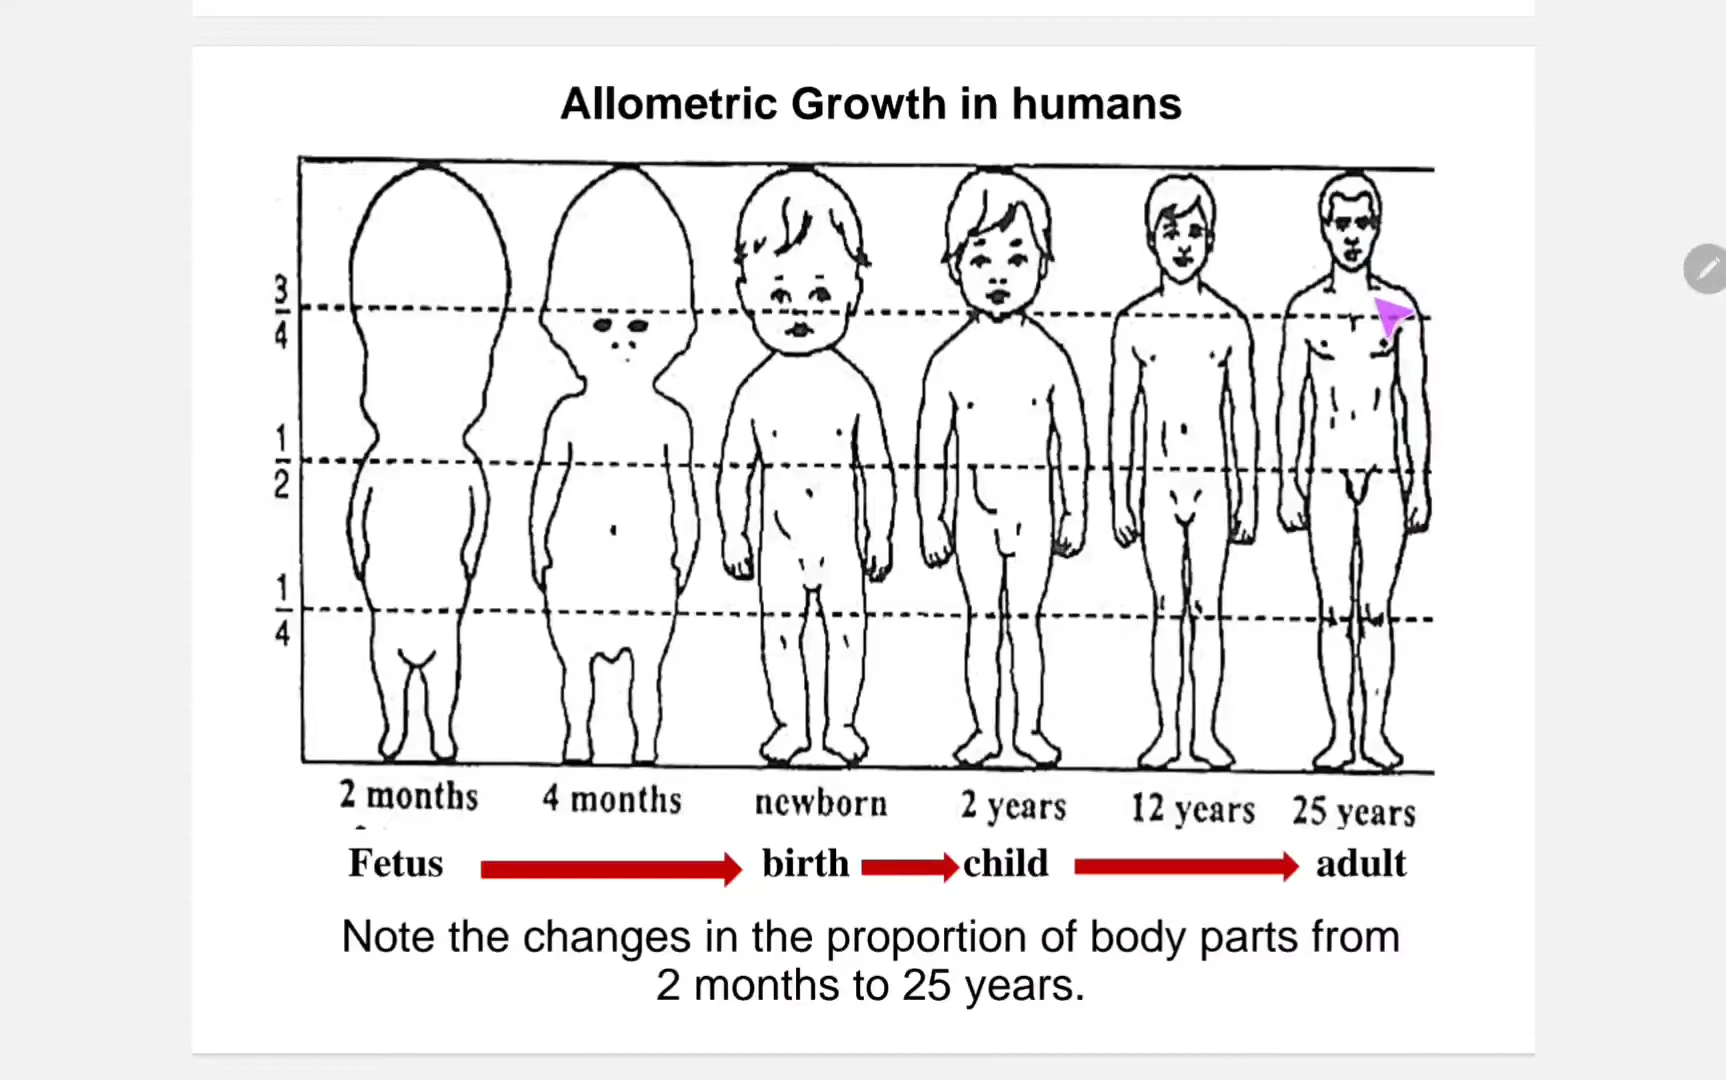 Allometric Growth in humans
3
4
1
2
1
4
2 months 4 months newborn 2 years 12 years 25 years
Fetus birth child adult
Note the changes in the proportion of body parts from
2 months to 25 years.